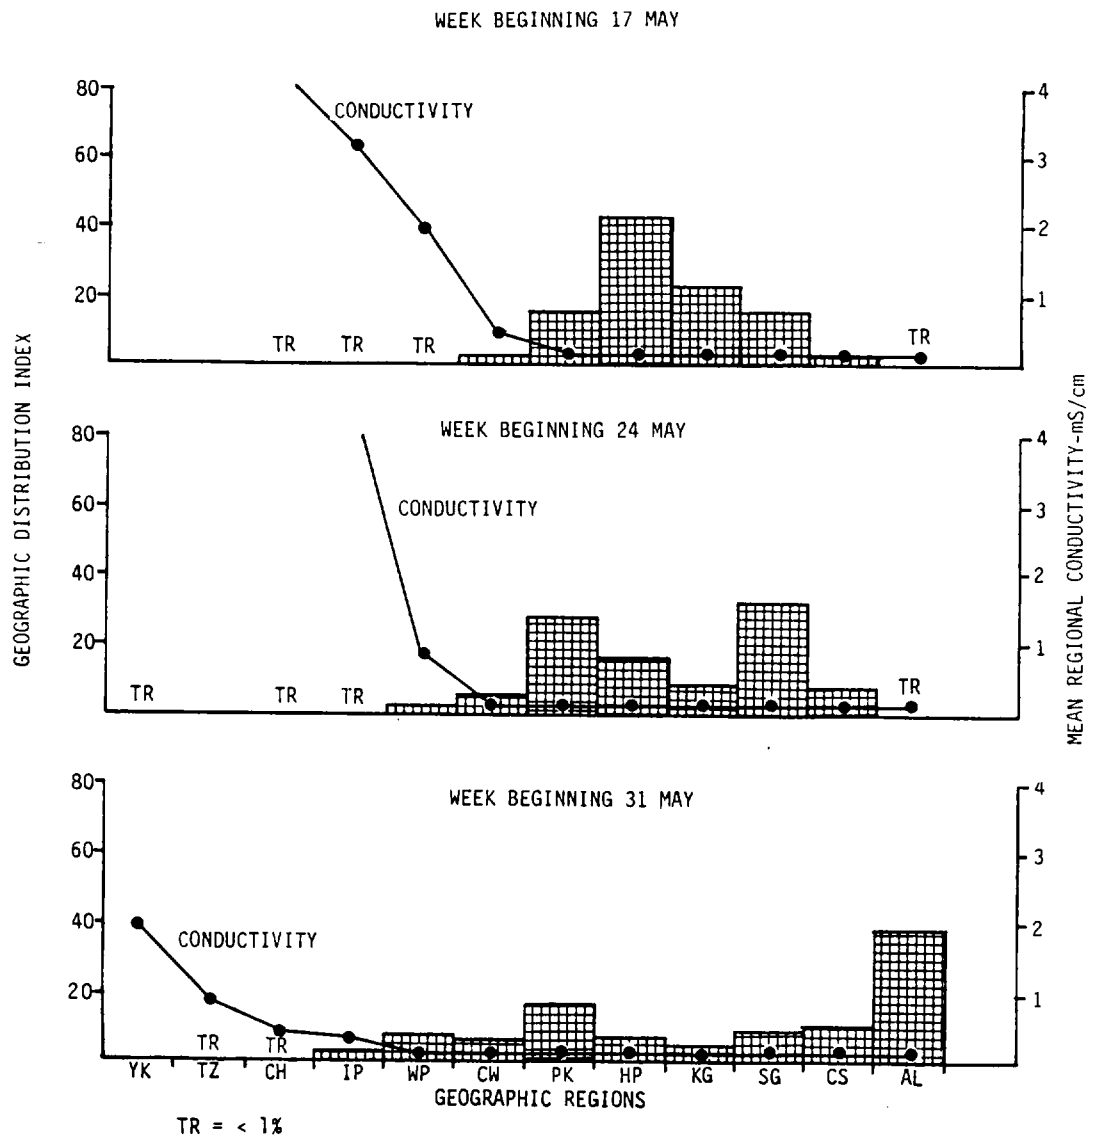 WEEK BEGINNING 17 MAY
80
60
40
20
4
3
2
1
CONDUCTIVITY
TR TR TR TR
WEEK BEGINNING 24 MAY
80
60
40
20
4
3
2
1
CONDUCTIVITY
TR TR TR TR
WEEK BEGINNING 31 MAY
80
60
40
20
4
3
2
1
CONDUCTIVITY
TR TR
YK TZ CH IP WP CW PK HP KG SG CS AL
GEOGRAPHIC REGIONS
TR = < 1%
GEOGRAPHIC DISTRIBUTION INDEX
MEAN REGIONAL CONDUCTIVITY-mS/cm